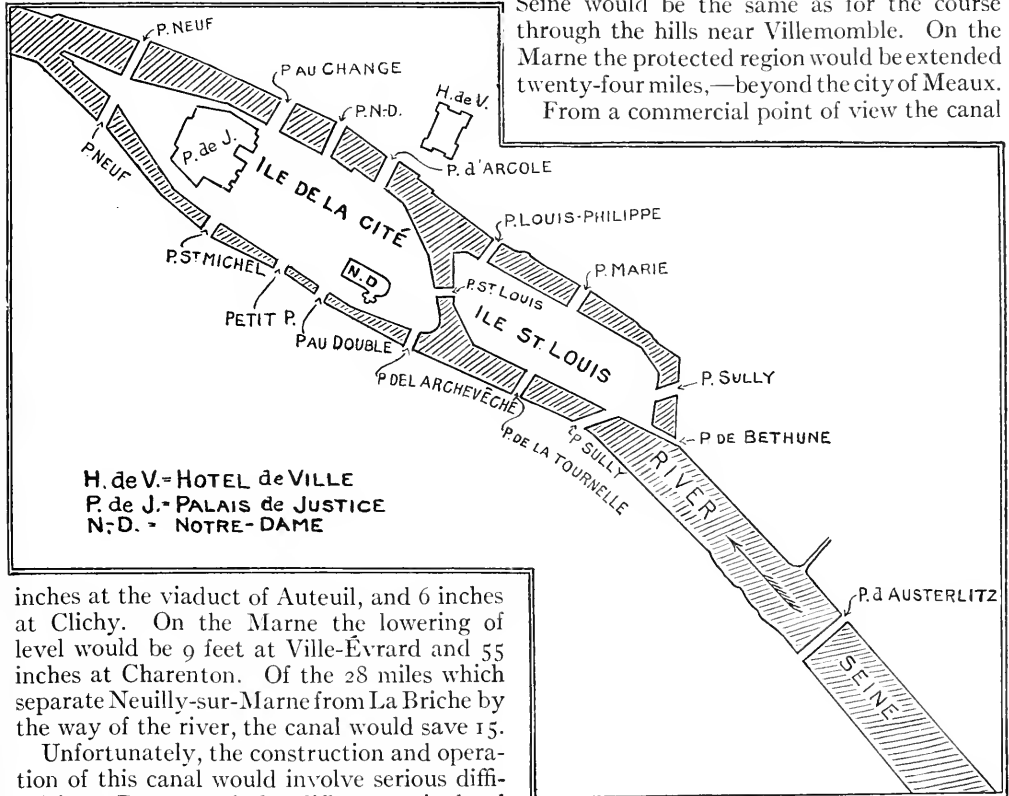 Seine would be the same as for the course
through the hills near Villemomble. On the
Marne the protected region would be extended
twenty-four miles,—beyond the city of Meaux.
From a commercial point of view the canal
P. NEUF
P AU CHANGE
H. de V.
P. N-D.
P. de J.
P. d'ARCOLE
P. NEUF
ILE DE LA CITÉ
P. LOUIS-PHILIPPE
P. ST MICHEL
N. D
P. MARIE
P. ST LOUIS
PETIT P.
ILE ST. LOUIS
P AU DOUBLE
P. SULLY
P DEL ARCHEVÊCHÉ
P. DE LA TOURNELLE
P SULLY
P DE BETHUNE
RIVER
H. de V. = HOTEL de VILLE
P. de J. = PALAIS de JUSTICE
N.-D. = NOTRE-DAME
P. d AUSTERLITZ
SEINE
inches at the viaduct of Auteuil, and 6 inches
at Clichy. On the Marne the lowering of
level would be 9 feet at Ville-Évrard and 55
inches at Charenton. Of the 28 miles which
separate Neuilly-sur-Marne from La Briche by
the way of the river, the canal would save 15.
Unfortunately, the construction and opera-
tion of this canal would involve serious diffi-